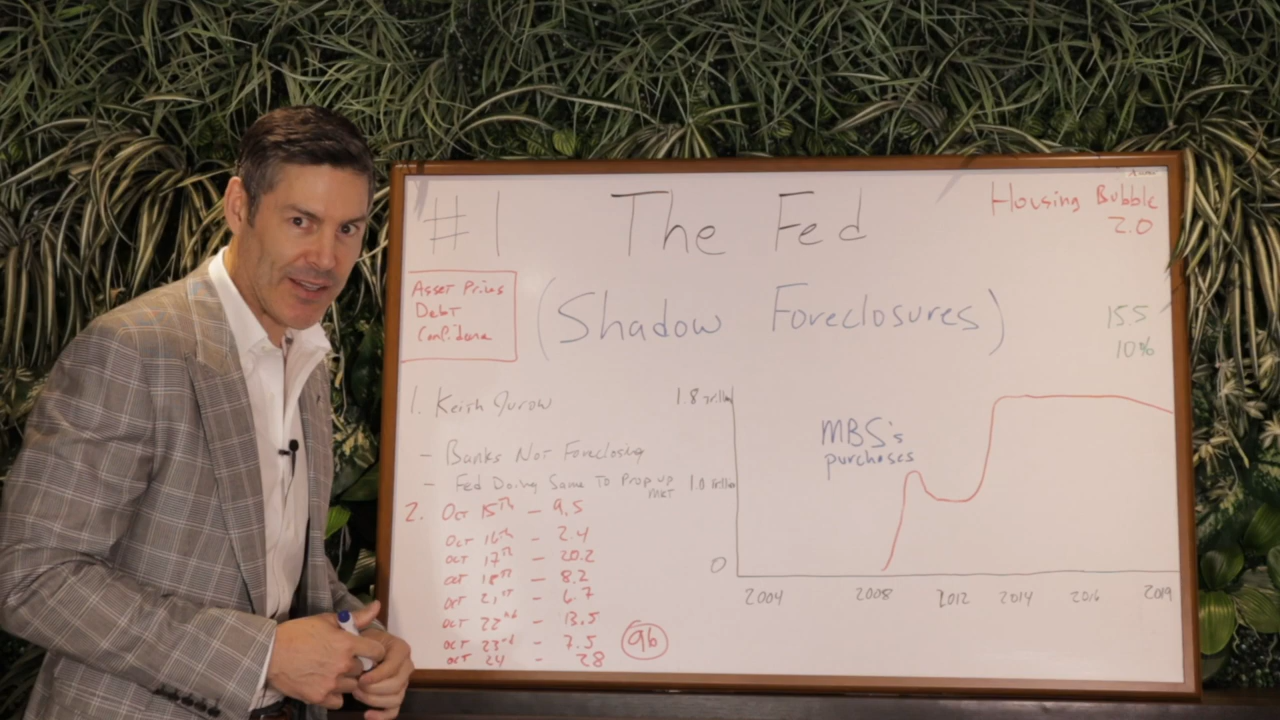 #1
The Fed
(Shadow Foreclosures)
Housing Bubble
2.0
Asset Prices
Debt
Confidence
15.5
10%
1. Keith Jurow
- Banks Not Foreclosing
- Fed Doing Same To Prop up
MKT
2. Oct 15th - 9.5
Oct 16th - 2.4
Oct 17th - 20.2
Oct 18th - 8.2
Oct 21st - 6.7
Oct 22nd - 13.5
Oct 23rd - 7.5
Oct 24 - 28
96
1.8 Trillion
1.0 Trillion
0
MBS's
purchases
2004 2008 2012 2014 2016 2019